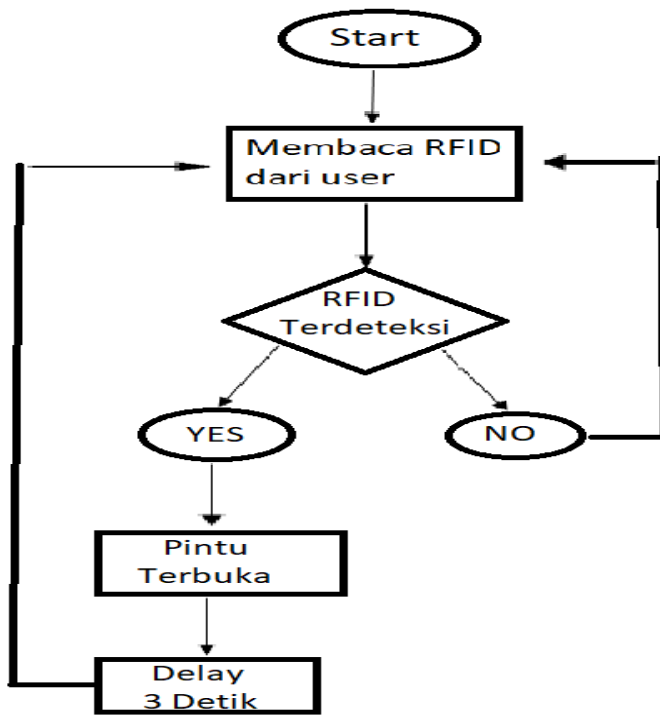 Start
Membaca RFID
dari user
RFID
Terdeteksi
YES
NO
Pintu
Terbuka
Delay
3 Detik